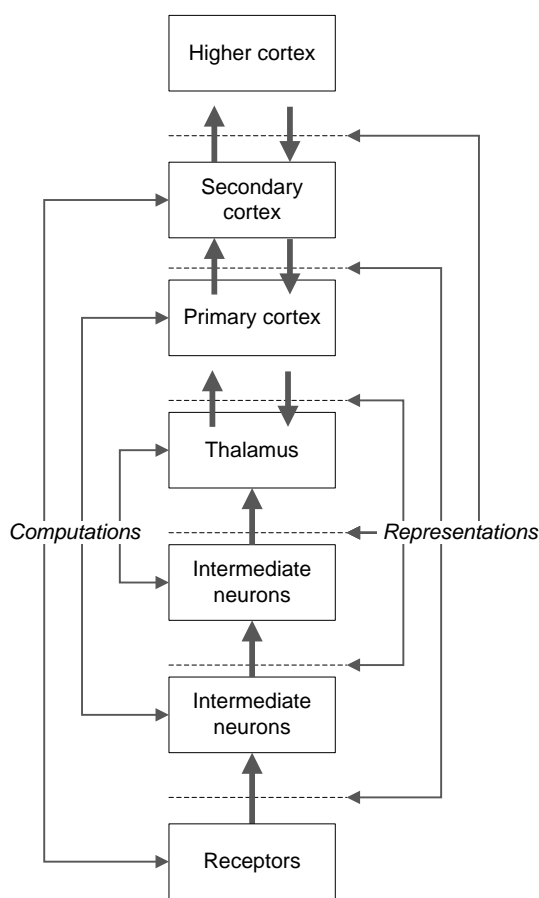 Higher cortex
Secondary
cortex
Primary cortex
Thalamus
Computations
Representations
Intermediate
neurons
Intermediate
neurons
Receptors